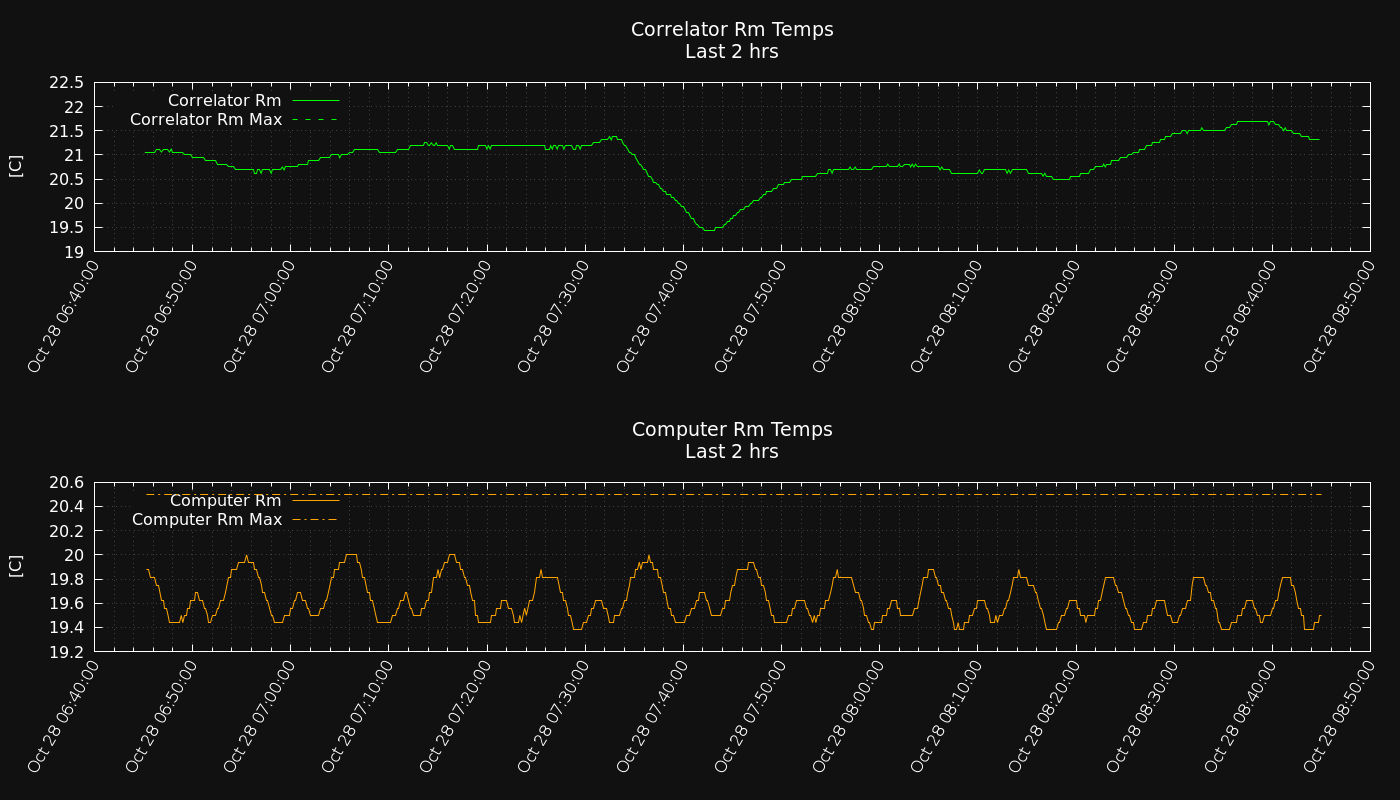 Correlator Rm Temps
Last 2 hrs
22.5
22
21.5
21
20.5
20
19.5
19
[C]
Correlator Rm
Correlator Rm Max
Oct 28 06:40:00
Oct 28 06:50:00
Oct 28 07:00:00
Oct 28 07:10:00
Oct 28 07:20:00
Oct 28 07:30:00
Oct 28 07:40:00
Oct 28 07:50:00
Oct 28 08:00:00
Oct 28 08:10:00
Oct 28 08:20:00
Oct 28 08:30:00
Oct 28 08:40:00
Oct 28 08:50:00
Computer Rm Temps
Last 2 hrs
20.6
20.4
20.2
20
19.8
19.6
19.4
19.2
[C]
Computer Rm
Computer Rm Max
Oct 28 06:40:00
Oct 28 06:50:00
Oct 28 07:00:00
Oct 28 07:10:00
Oct 28 07:20:00
Oct 28 07:30:00
Oct 28 07:40:00
Oct 28 07:50:00
Oct 28 08:00:00
Oct 28 08:10:00
Oct 28 08:20:00
Oct 28 08:30:00
Oct 28 08:40:00
Oct 28 08:50:00